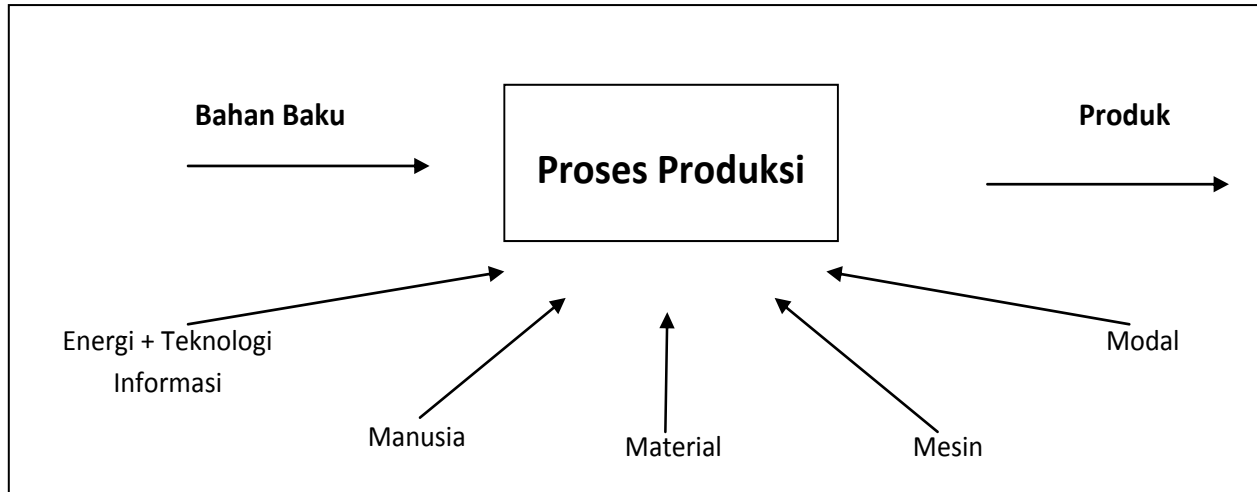 Bahan Baku
Produk
Proses Produksi
Energi + Teknologi
Informasi
Modal
Manusia
Material
Mesin